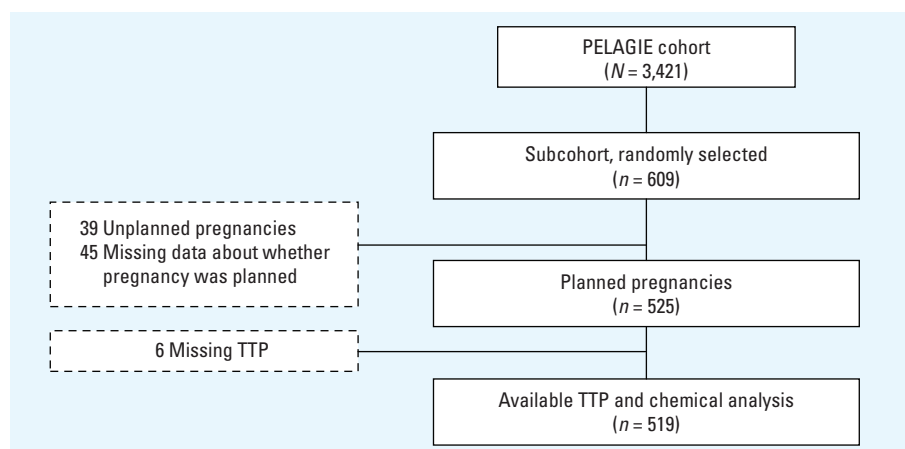 PELAGIE cohort
(N = 3,421)
Subcohort, randomly selected
(n = 609)
39 Unplanned pregnancies
45 Missing data about whether
pregnancy was planned
Planned pregnancies
(n = 525)
6 Missing TTP
Available TTP and chemical analysis
(n = 519)